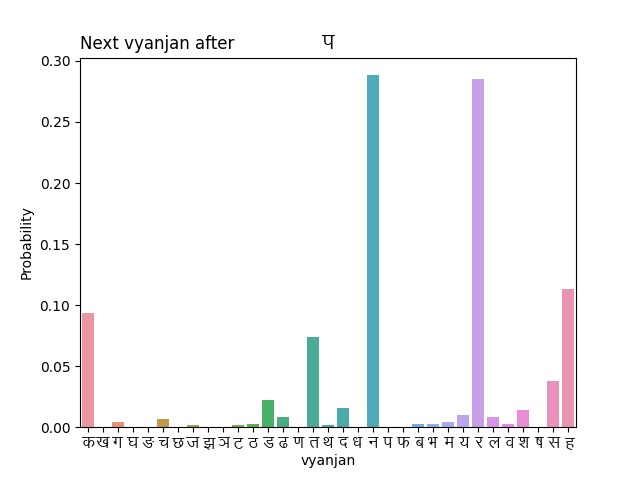 Next vyanjan after प
0.30
0.25
0.20
0.15
0.10
0.05
0.00
Probability
क ख ग घ ङ च छ ज झ ञ ट ठ ड ढ ण त थ द ध न प फ ब भ म य र ल व श ष स ह
vyanjan